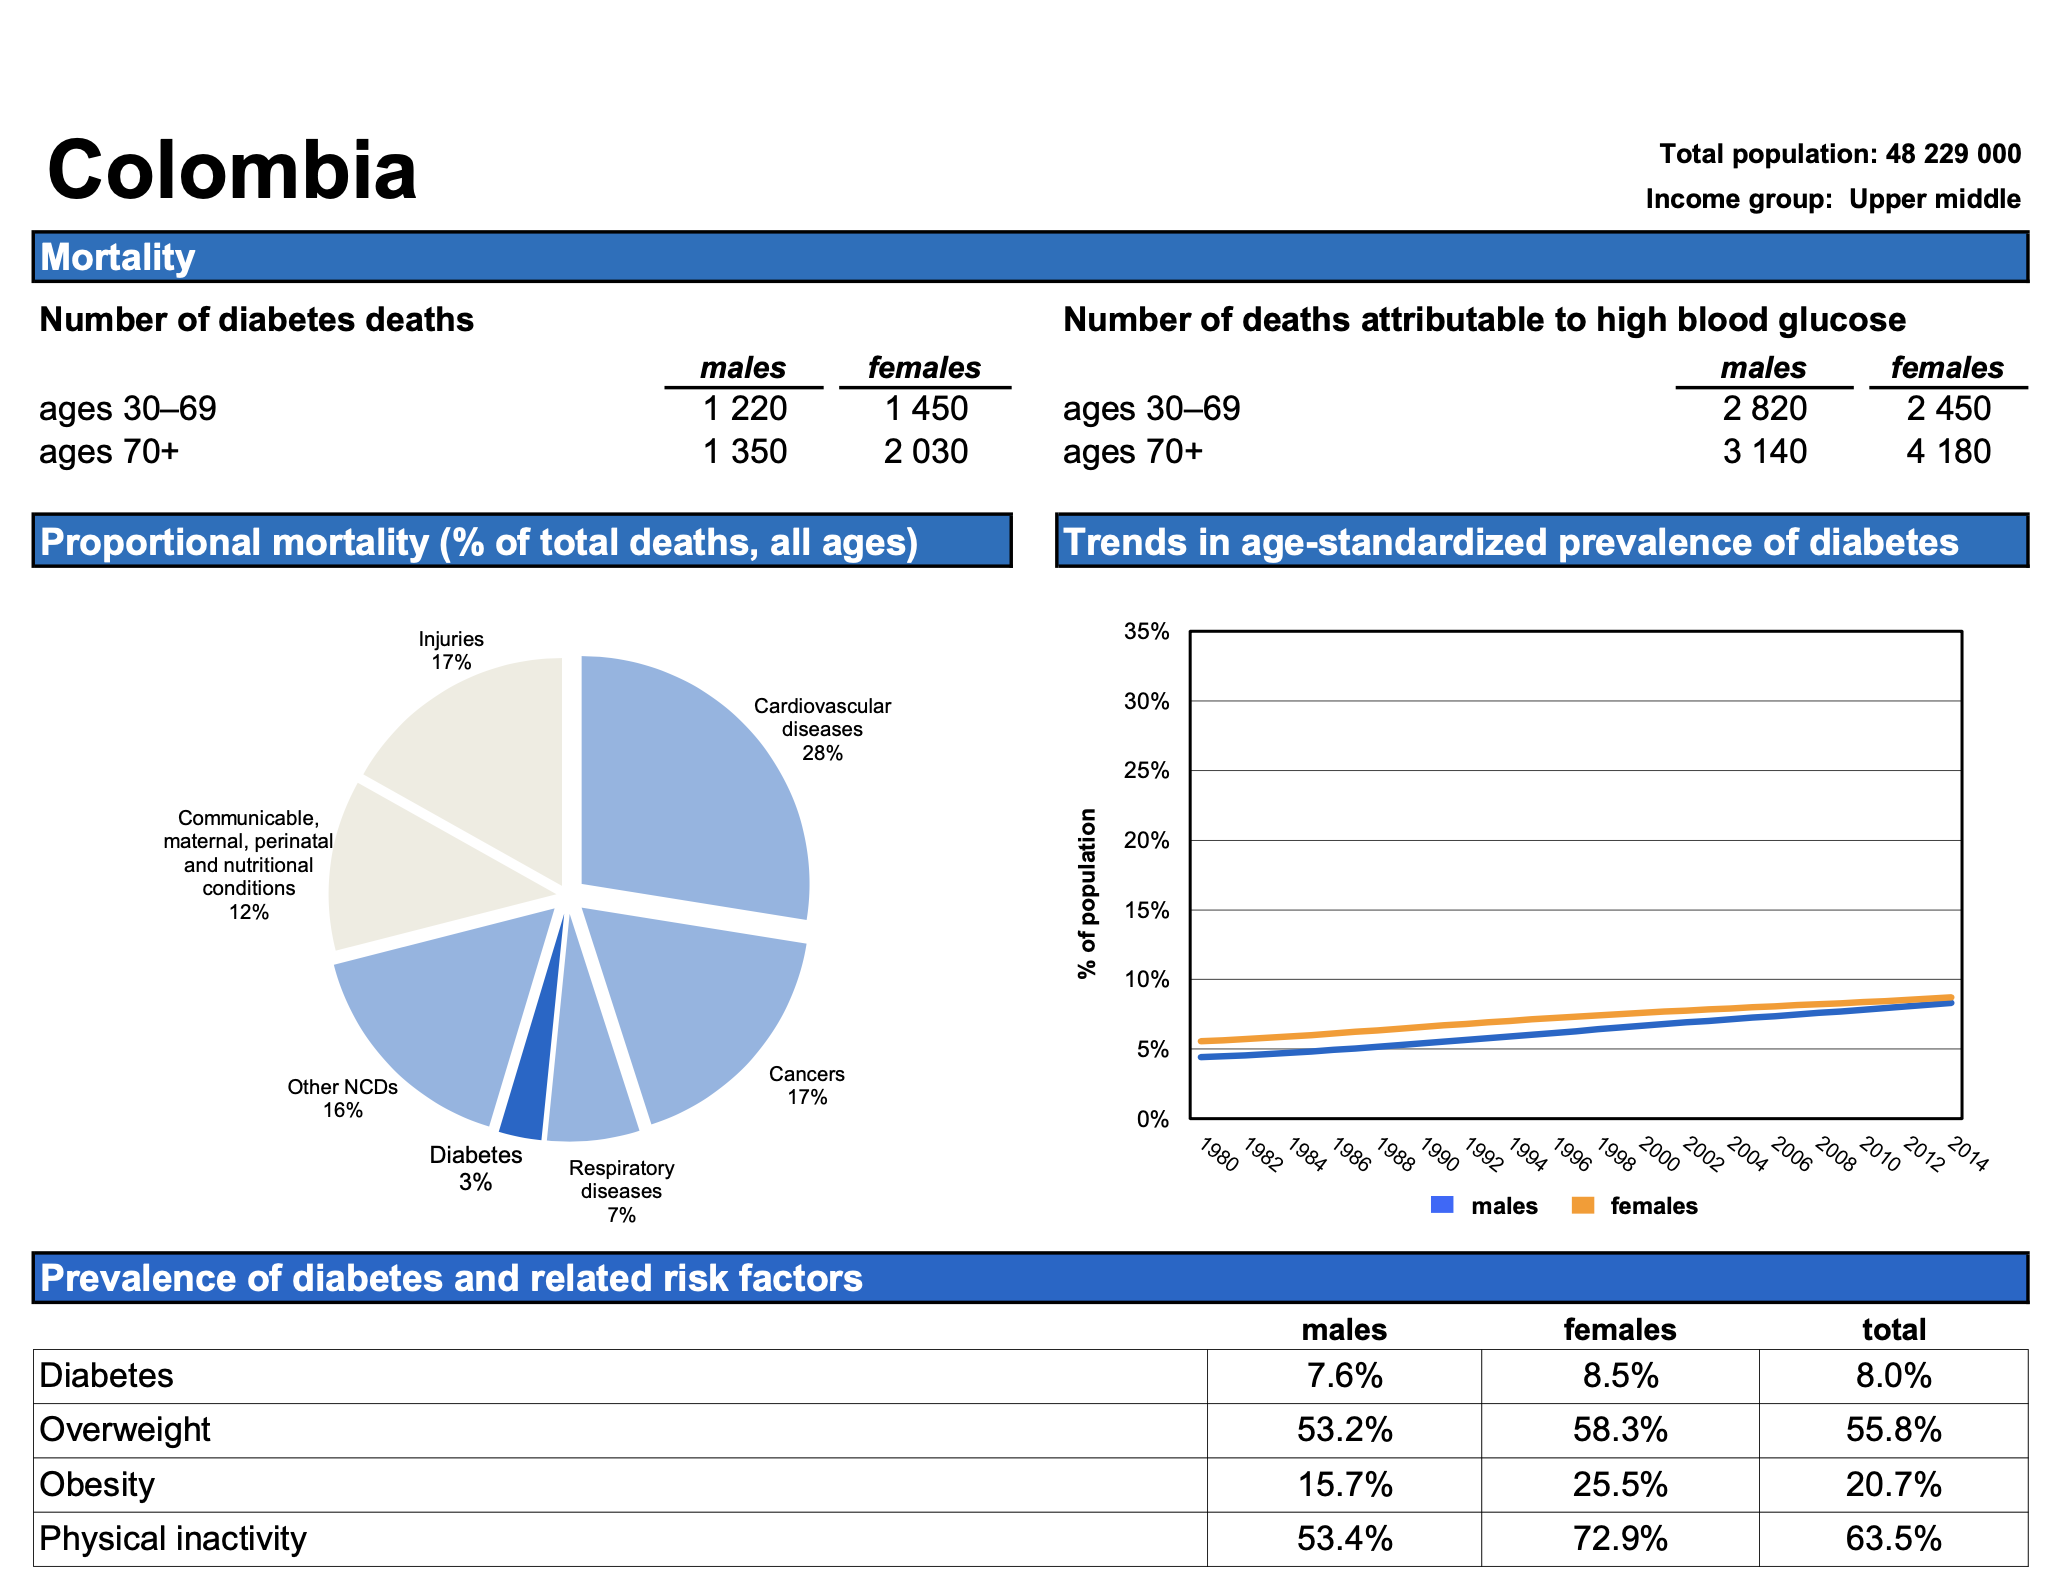 Colombia
Total population: 48 229 000
Income group: Upper middle
Mortality
Number of diabetes deaths
males females
ages 30–69 1 220 1 450
ages 70+ 1 350 2 030
Number of deaths attributable to high blood glucose
males females
ages 30–69 2 820 2 450
ages 70+ 3 140 4 180
Proportional mortality (% of total deaths, all ages)
Injuries
17%
Cardiovascular
diseases
28%
Communicable,
maternal, perinatal
and nutritional
conditions
12%
Cancers
17%
Other NCDs
16%
Diabetes
3%
Respiratory
diseases
7%
Trends in age-standardized prevalence of diabetes
% of population
35%
30%
25%
20%
15%
10%
5%
0%
1980 1982 1984 1986 1988 1990 1992 1994 1996 1998 2000 2002 2004 2006 2008 2010 2012 2014
males females
Prevalence of diabetes and related risk factors
males females total
Diabetes 7.6% 8.5% 8.0%
Overweight 53.2% 58.3% 55.8%
Obesity 15.7% 25.5% 20.7%
Physical inactivity 53.4% 72.9% 63.5%